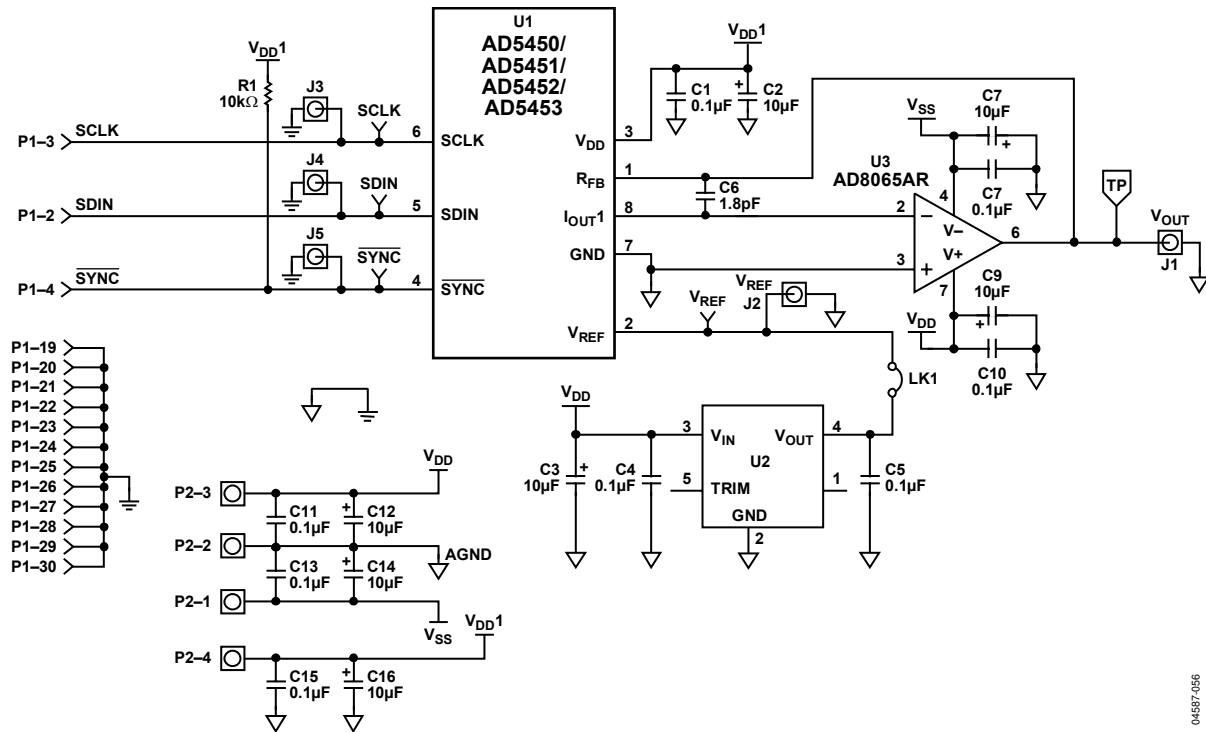 U1
AD5450/
AD5451/
AD5452/
AD5453
VDD1
R1
10kΩ
J3
SCLK
P1–3
SCLK
6
SCLK
J4
SDIN
P1–2
SDIN
5
SDIN
J5
SYNC
P1–4
SYNC
4
SYNC
VDD1
C1
0.1µF
+
C2
10µF
VDD
3
RFB
1
C6
1.8pF
IOUT1
8
GND
7
VREF
2
VREF
VREF
J2
LK1
VSS
C7
10µF
+
C7
0.1µF
U3
AD8065AR
4
2
–
V–
V+
3
+
7
6
TP
VOUT
J1
C9
10µF
+
VDD
C10
0.1µF
P1–19
P1–20
P1–21
P1–22
P1–23
P1–24
P1–25
P1–26
P1–27
P1–28
P1–29
P1–30
VDD
3
VIN
VOUT
4
U2
C3
10µF
+
C4
0.1µF
5
TRIM
1
GND
2
C5
0.1µF
P2–3
VDD
C11
0.1µF
+
C12
10µF
P2–2
AGND
C13
0.1µF
+
C14
10µF
P2–1
VSS
VDD1
P2–4
C15
0.1µF
+
C16
10µF
04587-056